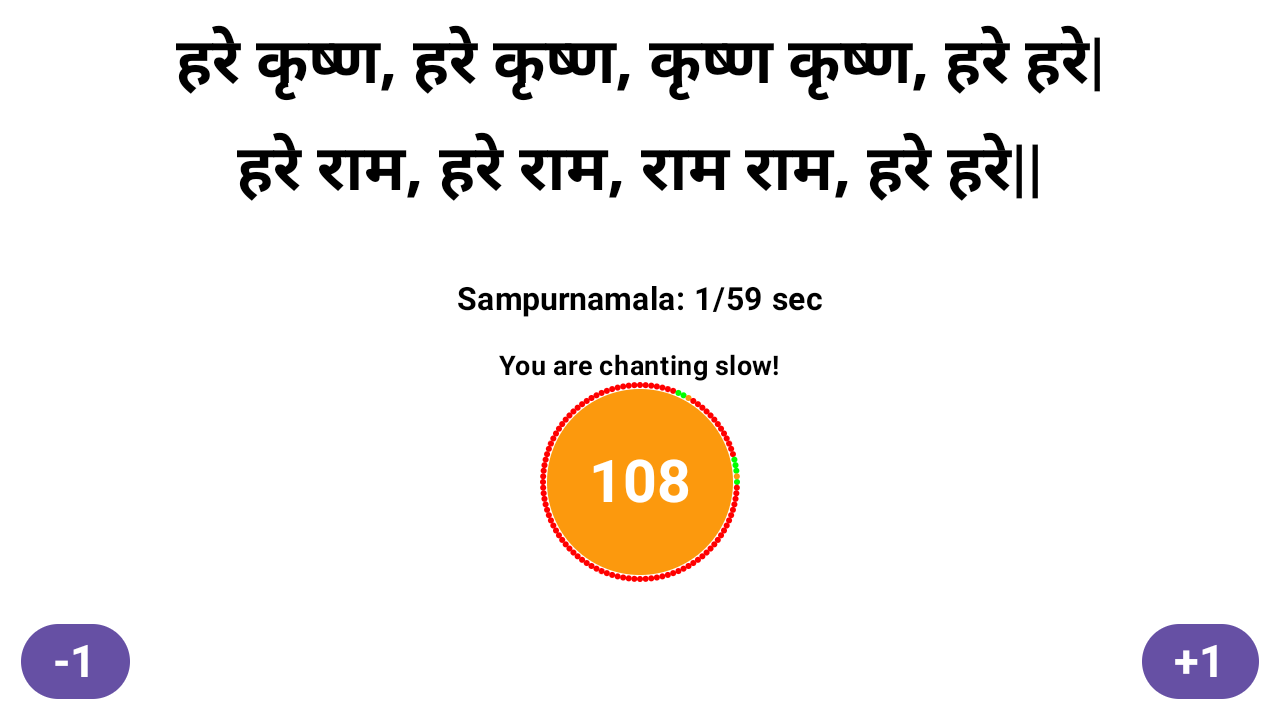 हरे कृष्ण, हरे कृष्ण, कृष्ण कृष्ण, हरे हरे|
हरे राम, हरे राम, राम राम, हरे हरे||
Sampurnamala: 1/59 sec
You are chanting slow!
108
-1
+1